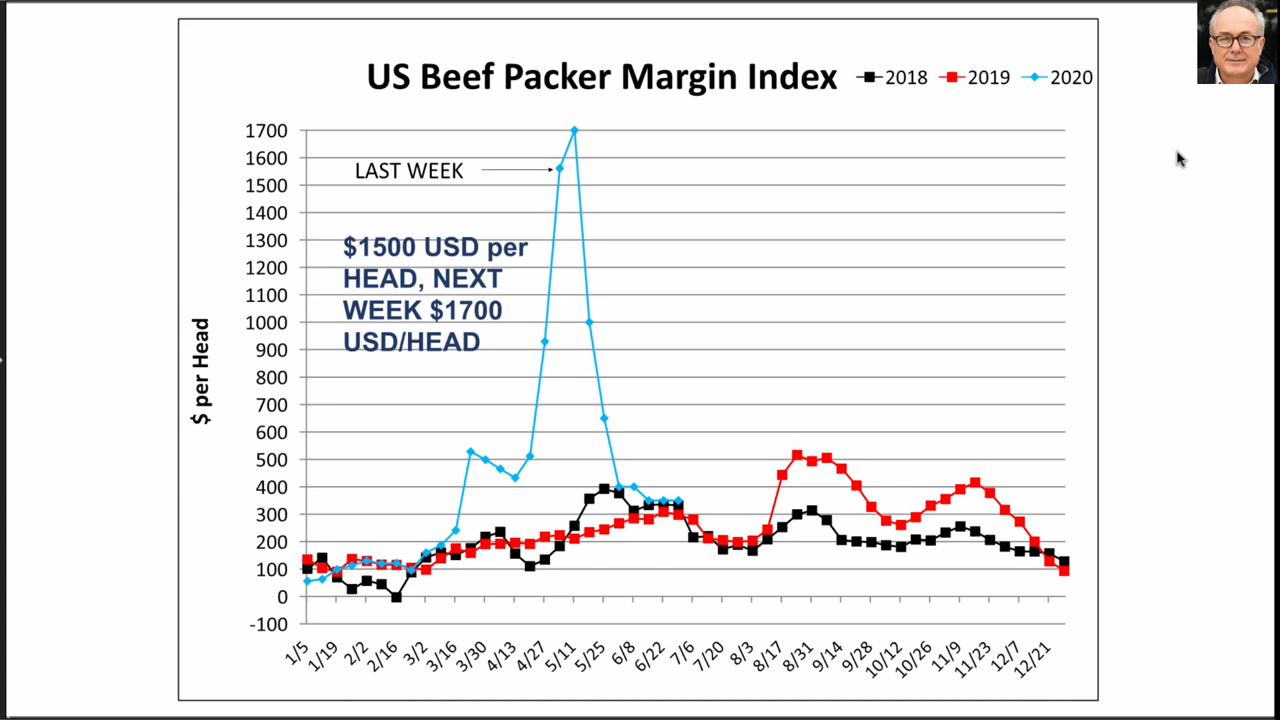 US Beef Packer Margin Index
2018 2019 2020
1700
1600
1500
1400
1300
1200
1100
1000
900
800
700
600
500
400
300
200
100
0
-100
$ per Head
LAST WEEK
$1500 USD per
HEAD, NEXT
WEEK $1700
USD/HEAD
1/5 1/19 2/2 2/16 3/2 3/16 3/30 4/13 4/27 5/11 5/25 6/8 6/22 7/6 7/20 8/3 8/17 8/31 9/14 9/28 10/12 10/26 11/9 11/23 12/7 12/21